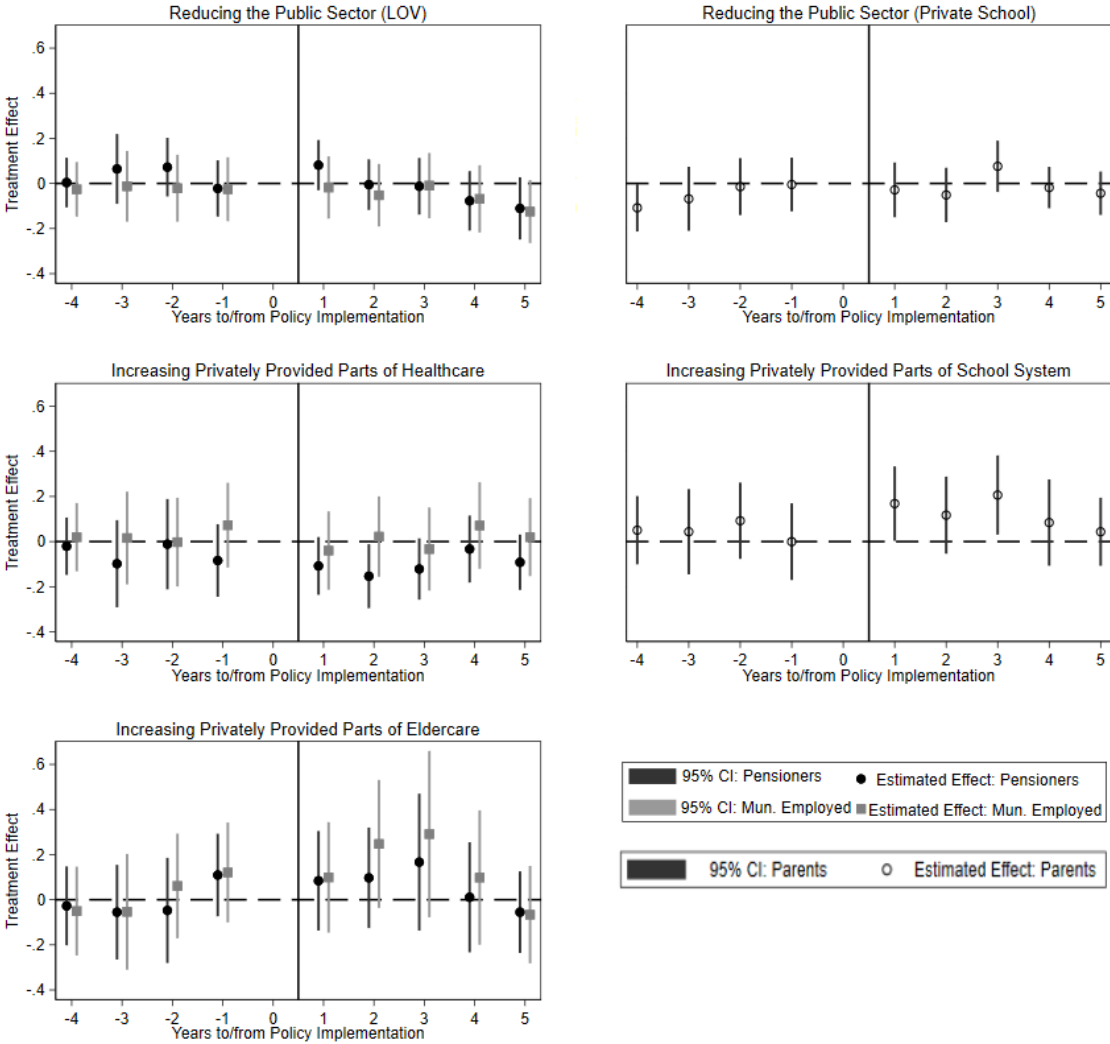 Reducing the Public Sector (LOV)
.6
.4
.2
0
-.2
-.4
Treatment Effect
-4 -3 -2 -1 0 1 2 3 4 5
Years to/from Policy Implementation
Reducing the Public Sector (Private School)
-4 -3 -2 -1 0 1 2 3 4 5
Years to/from Policy Implementation
Increasing Privately Provided Parts of Healthcare
.6
.4
.2
0
-.2
-.4
Treatment Effect
-4 -3 -2 -1 0 1 2 3 4 5
Years to/from Policy Implementation
Increasing Privately Provided Parts of School System
-4 -3 -2 -1 0 1 2 3 4 5
Years to/from Policy Implementation
Increasing Privately Provided Parts of Eldercare
.6
.4
.2
0
-.2
-.4
Treatment Effect
-4 -3 -2 -1 0 1 2 3 4 5
Years to/from Policy Implementation
95% CI: Pensioners Estimated Effect: Pensioners
95% CI: Mun. Employed Estimated Effect: Mun. Employed
95% CI: Parents Estimated Effect: Parents